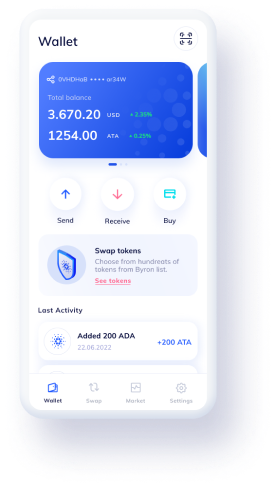 Wallet
0VHDHoB •••• ar34W
Total balance
3.670.20 USD + 2.35%
1254.00 ATA + 0.25%
Send Receive Buy
Swap tokens
Choose from hundreats of
tokens from Byron list.
See tokens
Last Activity
Added 200 ADA
22.06.2022
+200 ATA
Wallet Swap Market Settings